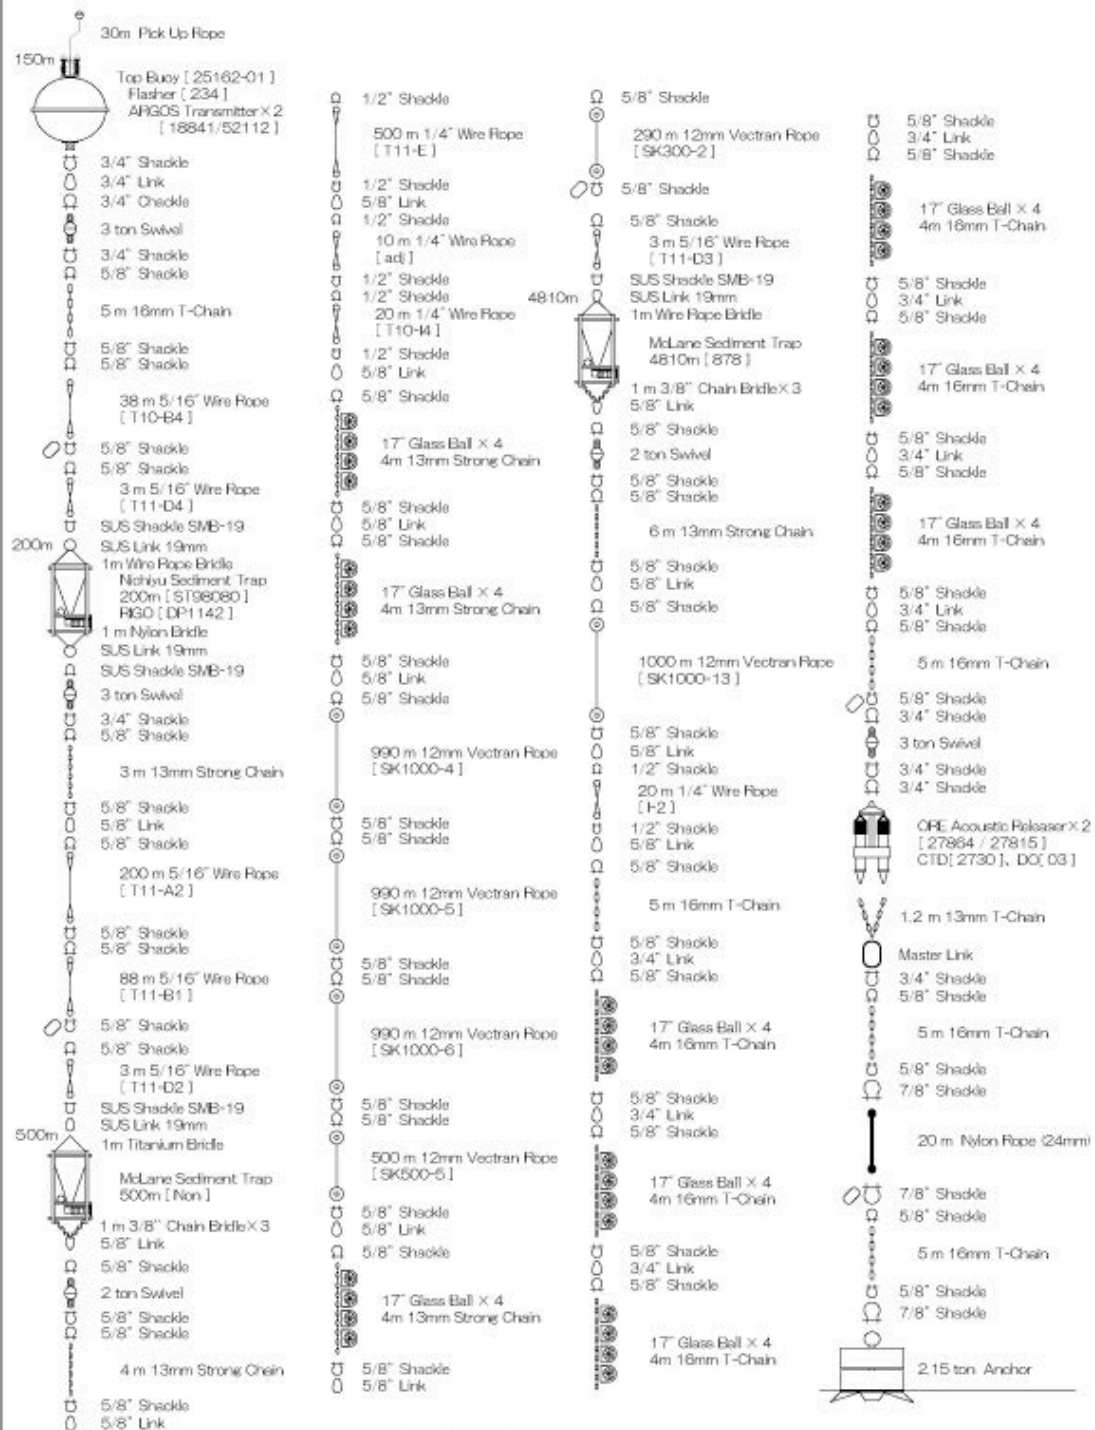 30m Pick Up Rope
150m
Top Buoy [ 25162-01 ]
Flasher [ 234 ]
ARGOS Transmitter × 2
[ 18841/52112 ]
3/4" Shackle
3/4" Link
3/4" Chackle
3 ton Swivel
3/4" Shackle
5/8" Shackle
5 m 16mm T-Chain
5/8" Shackle
5/8" Shackle
38 m 5/16" Wire Rope
[ T10-B4 ]
5/8" Shackle
5/8" Shackle
3 m 5/16" Wire Rope
[ T11-D4 ]
SUS Shackle SMB-19
200m
SUS Link 19mm
1m Wire Rope Bridle
Nichiyu Sediment Trap
200m [ ST98080 ]
RIGO [ DP1142 ]
1 m Nylon Bridle
SUS Link 19mm
SUS Shackle SMB-19
3 ton Swivel
3/4" Shackle
5/8" Shackle
3 m 13mm Strong Chain
5/8" Shackle
5/8" Link
5/8" Shackle
200 m 5/16" Wire Rope
[ T11-A2 ]
5/8" Shackle
5/8" Shackle
88 m 5/16" Wire Rope
[ T11-B1 ]
5/8" Shackle
5/8" Shackle
3 m 5/16" Wire Rope
[ T11-D2 ]
SUS Shackle SMB-19
SUS Link 19mm
500m
1m Titanium Bridle
McLane Sediment Trap
500m [ Non ]
1 m 3/8" Chain Bridle × 3
5/8" Link
5/8" Shackle
2 ton Swivel
5/8" Shackle
5/8" Shackle
4 m 13mm Strong Chain
5/8" Shackle
5/8" Link
1/2" Shackle
500 m 1/4" Wire Rope
[ T11-E ]
1/2" Shackle
5/8" Link
1/2" Shackle
10 m 1/4" Wire Rope
[ adj ]
1/2" Shackle
1/2" Shackle
20 m 1/4" Wire Rope
[ T10-I4 ]
1/2" Shackle
5/8" Link
5/8" Shackle
17" Glass Ball × 4
4m 13mm Strong Chain
5/8" Shackle
5/8" Link
5/8" Shackle
17" Glass Ball × 4
4m 13mm Strong Chain
5/8" Shackle
5/8" Link
5/8" Shackle
990 m 12mm Vectran Rope
[ SK1000-4 ]
5/8" Shackle
5/8" Shackle
990 m 12mm Vectran Rope
[ SK1000-5 ]
5/8" Shackle
5/8" Shackle
990 m 12mm Vectran Rope
[ SK1000-6 ]
5/8" Shackle
5/8" Shackle
500 m 12mm Vectran Rope
[ SK500-5 ]
5/8" Shackle
5/8" Link
5/8" Shackle
17" Glass Ball × 4
4m 13mm Strong Chain
5/8" Shackle
5/8" Link
5/8" Shackle
290 m 12mm Vectran Rope
[ SK300-2 ]
5/8" Shackle
5/8" Shackle
3 m 5/16" Wire Rope
[ T11-D3 ]
SUS Shackle SMB-19
4810m
SUS Link 19mm
1m Wire Rope Bridle
McLane Sediment Trap
4810m [ 878 ]
1 m 3/8" Chain Bridle × 3
5/8" Link
5/8" Shackle
2 ton Swivel
5/8" Shackle
5/8" Shackle
6 m 13mm Strong Chain
5/8" Shackle
5/8" Link
5/8" Shackle
1000 m 12mm Vectran Rope
[ SK1000-13 ]
5/8" Shackle
5/8" Link
1/2" Shackle
20 m 1/4" Wire Rope
1/2" Shackle
5/8" Link
5/8" Shackle
5 m 16mm T-Chain
5/8" Shackle
3/4" Link
5/8" Shackle
17" Glass Ball × 4
4m 16mm T-Chain
5/8" Shackle
3/4" Link
5/8" Shackle
17" Glass Ball × 4
4m 16mm T-Chain
5/8" Shackle
3/4" Link
5/8" Shackle
17" Glass Ball × 4
4m 16mm T-Chain
5/8" Shackle
3/4" Link
5/8" Shackle
17" Glass Ball × 4
4m 16mm T-Chain
5/8" Shackle
3/4" Link
5/8" Shackle
17" Glass Ball × 4
4m 16mm T-Chain
5/8" Shackle
3/4" Link
5/8" Shackle
17" Glass Ball × 4
4m 16mm T-Chain
5/8" Shackle
3/4" Link
5/8" Shackle
5 m 16mm T-Chain
5/8" Shackle
3/4" Shackle
3 ton Swivel
3/4" Shackle
3/4" Shackle
ORE Acoustic Releaser × 2
[ 27864 / 27815 ]
CTD[ 2730 ]、DO[ 03 ]
1.2 m 13mm T-Chain
Master Link
3/4" Shackle
5/8" Shackle
5 m 16mm T-Chain
5/8" Shackle
7/8" Shackle
20 m Nylon Rope (24mm)
7/8" Shackle
5/8" Shackle
5 m 16mm T-Chain
5/8" Shackle
7/8" Shackle
2.15 ton Anchor